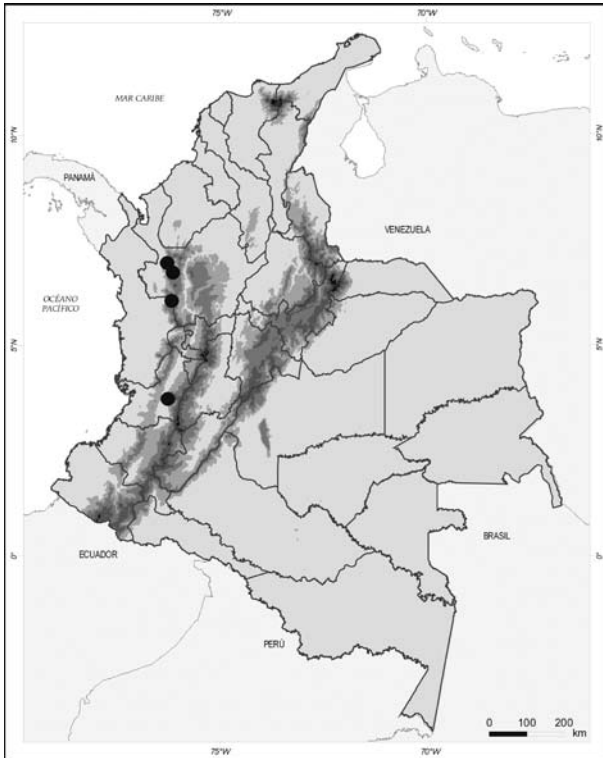 75°W 70°W
MAR CARIBE
10°N 10°N
PANAMÁ
VENEZUELA
OCÉANO
PACÍFICO
5°N 5°N
ECUADOR
BRASIL
0° 0°
PERÚ
0 100 200
km
75°W 70°W